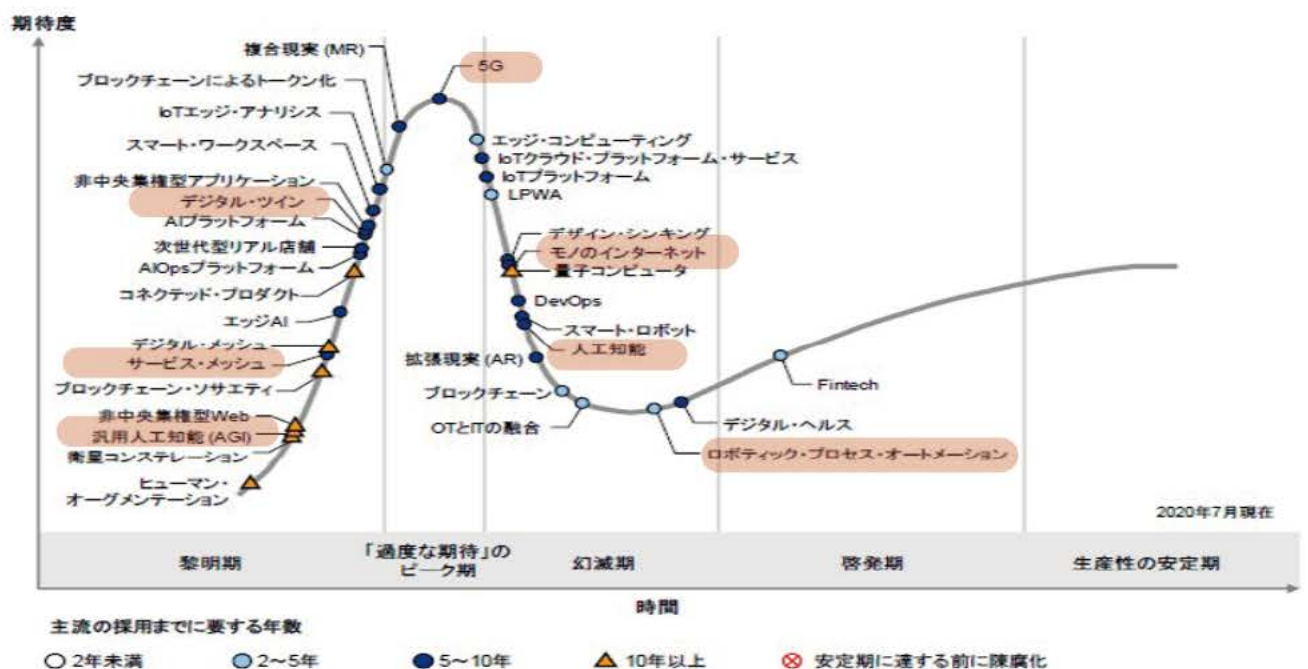 期待度
複合現実 (MR)
ブロックチェーンによるトークン化
IoTエッジ・アナリシス
スマート・ワークスペース
非中央集権型アプリケーション
デジタル・ツイン
AIプラットフォーム
次世代型リアル店舗
AIOpsプラットフォーム
コネクテッド・プロダクト
エッジAI
デジタル・メッシュ
サービス・メッシュ
ブロックチェーン・ソサエティ
非中央集権型Web
汎用人工知能 (AGI)
衛星コンステレーション
ヒューマン・
オーグメンテーション
5G
エッジ・コンピューティング
IoTクラウド・プラットフォーム・サービス
IoTプラットフォーム
LPWA
デザイン・シンキング
モノのインターネット
量子コンピュータ
DevOps
スマート・ロボット
人工知能
拡張現実 (AR)
ブロックチェーン
OTとITの融合
Fintech
デジタル・ヘルス
ロボティック・プロセス・オートメーション
2020年7月現在
黎明期
「過度な期待」の
ピーク期
幻滅期
啓発期
生産性の安定期
時間
主流の採用までに要する年数
2年未満
2～5年
5～10年
10年以上
安定期に達する前に陳腐化